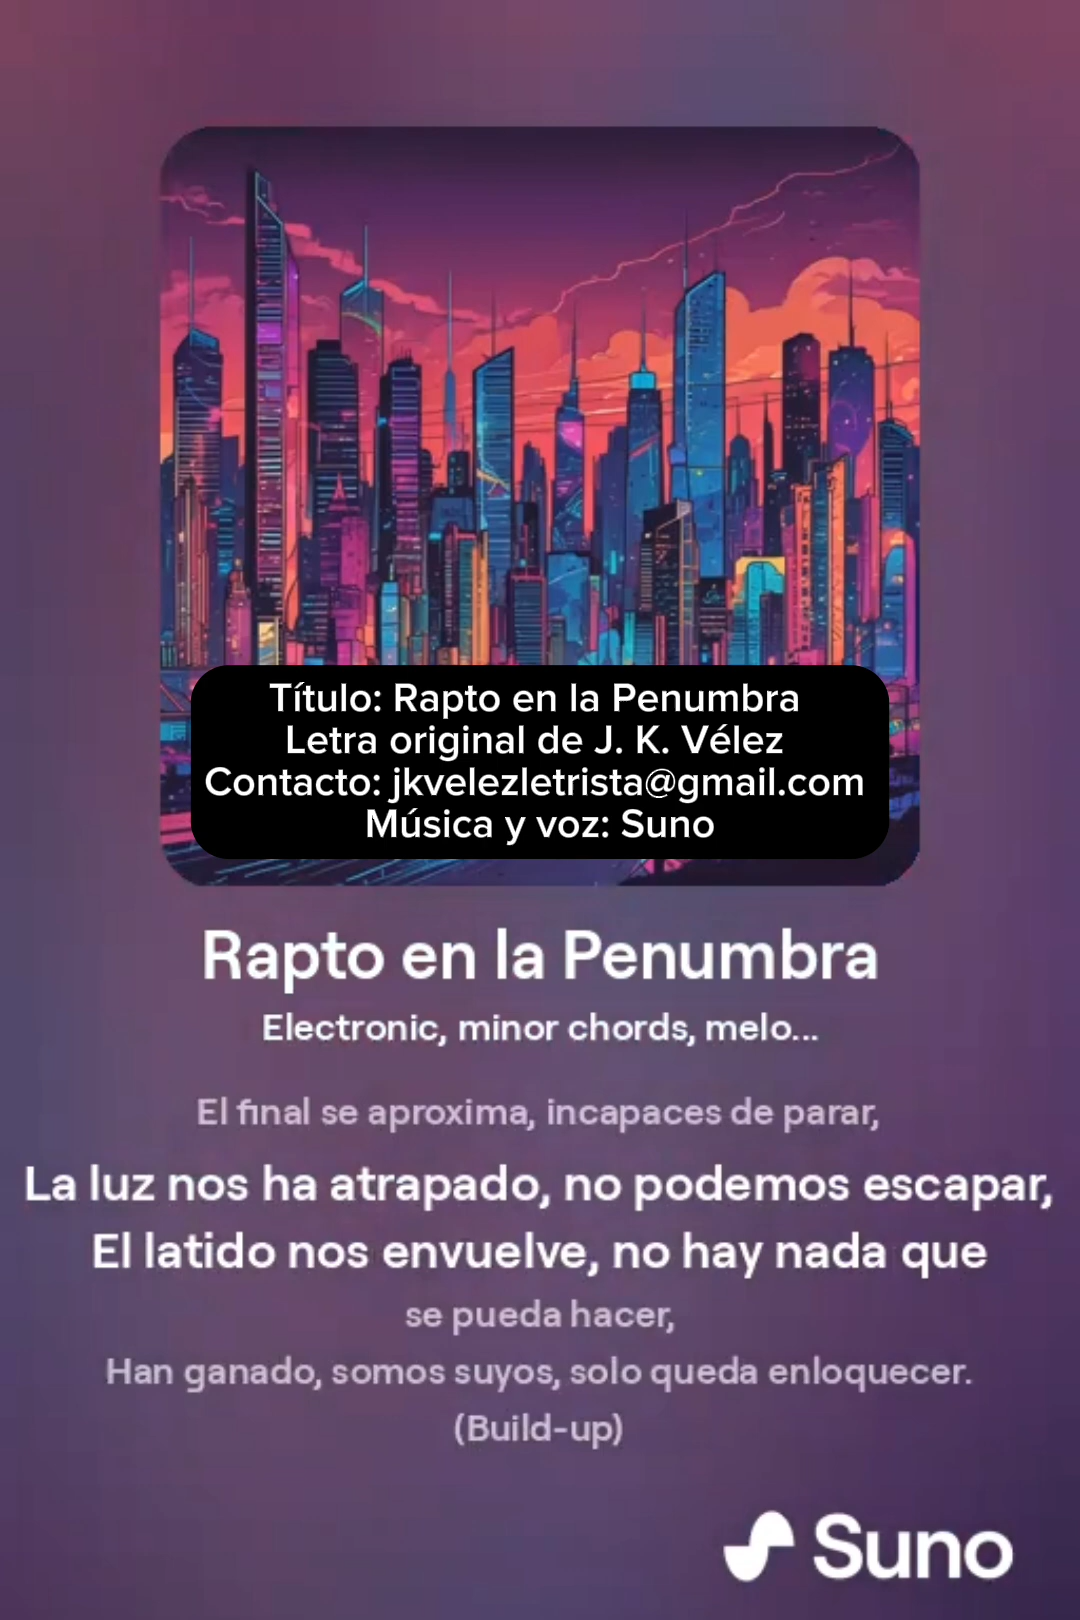 Título: Rapto en la Penumbra
Letra original de J. K. Vélez
Contacto: jkvelezletrista@gmail.com
Música y voz: Suno
Rapto en la Penumbra
Electronic, minor chords, melo...
El final se aproxima, incapaces de parar,
La luz nos ha atrapado, no podemos escapar,
El latido nos envuelve, no hay nada que
se pueda hacer,
Han ganado, somos suyos, solo queda enloquecer.
(Build-up)
Suno